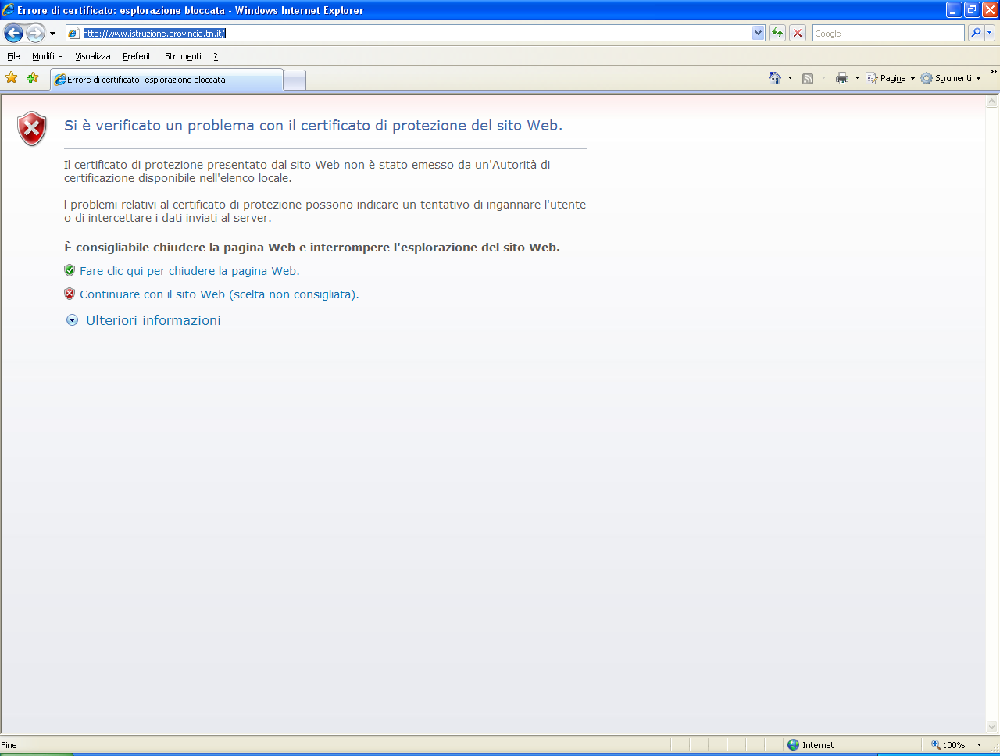 Errore di certificato: esplorazione bloccata - Windows Internet Explorer
http://www.istruzione.provincia.tn.it/
Google
File Modifica Visualizza Preferiti Strumenti ?
Errore di certificato: esplorazione bloccata
Pagina Strumenti »
Si è verificato un problema con il certificato di protezione del sito Web.
Il certificato di protezione presentato dal sito Web non è stato emesso da un'Autorità di
certificazione disponibile nell'elenco locale.
I problemi relativi al certificato di protezione possono indicare un tentativo di ingannare l'utente
o di intercettare i dati inviati al server.
È consigliabile chiudere la pagina Web e interrompere l'esplorazione del sito Web.
Fare clic qui per chiudere la pagina Web.
Continuare con il sito Web (scelta non consigliata).
Ulteriori informazioni
Fine
Internet
100%